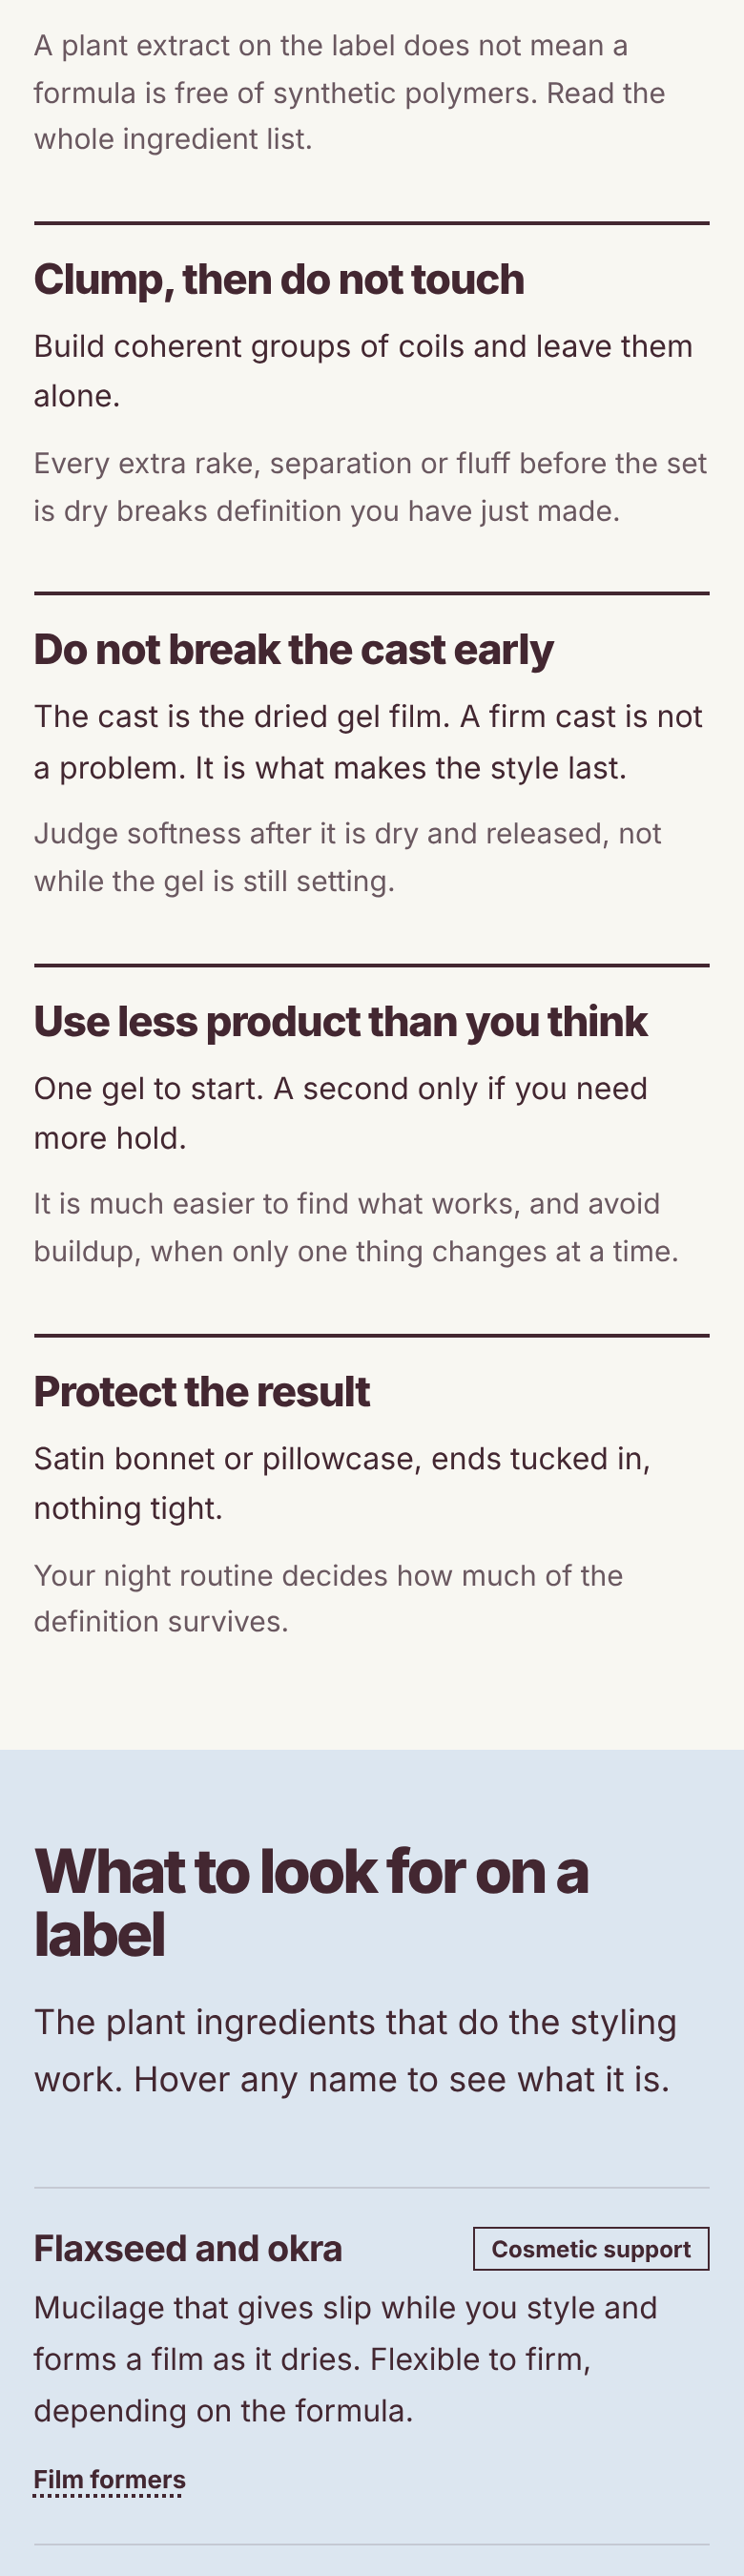 A plant extract on the label does not mean a
formula is free of synthetic polymers. Read the
whole ingredient list.
Clump, then do not touch
Build coherent groups of coils and leave them
alone.
Every extra rake, separation or fluff before the set
is dry breaks definition you have just made.
Do not break the cast early
The cast is the dried gel film. A firm cast is not
a problem. It is what makes the style last.
Judge softness after it is dry and released, not
while the gel is still setting.
Use less product than you think
One gel to start. A second only if you need
more hold.
It is much easier to find what works, and avoid
buildup, when only one thing changes at a time.
Protect the result
Satin bonnet or pillowcase, ends tucked in,
nothing tight.
Your night routine decides how much of the
definition survives.
What to look for on a
label
The plant ingredients that do the styling
work. Hover any name to see what it is.
Flaxseed and okra
Cosmetic support
Mucilage that gives slip while you style and
forms a film as it dries. Flexible to firm,
depending on the formula.
Film formers